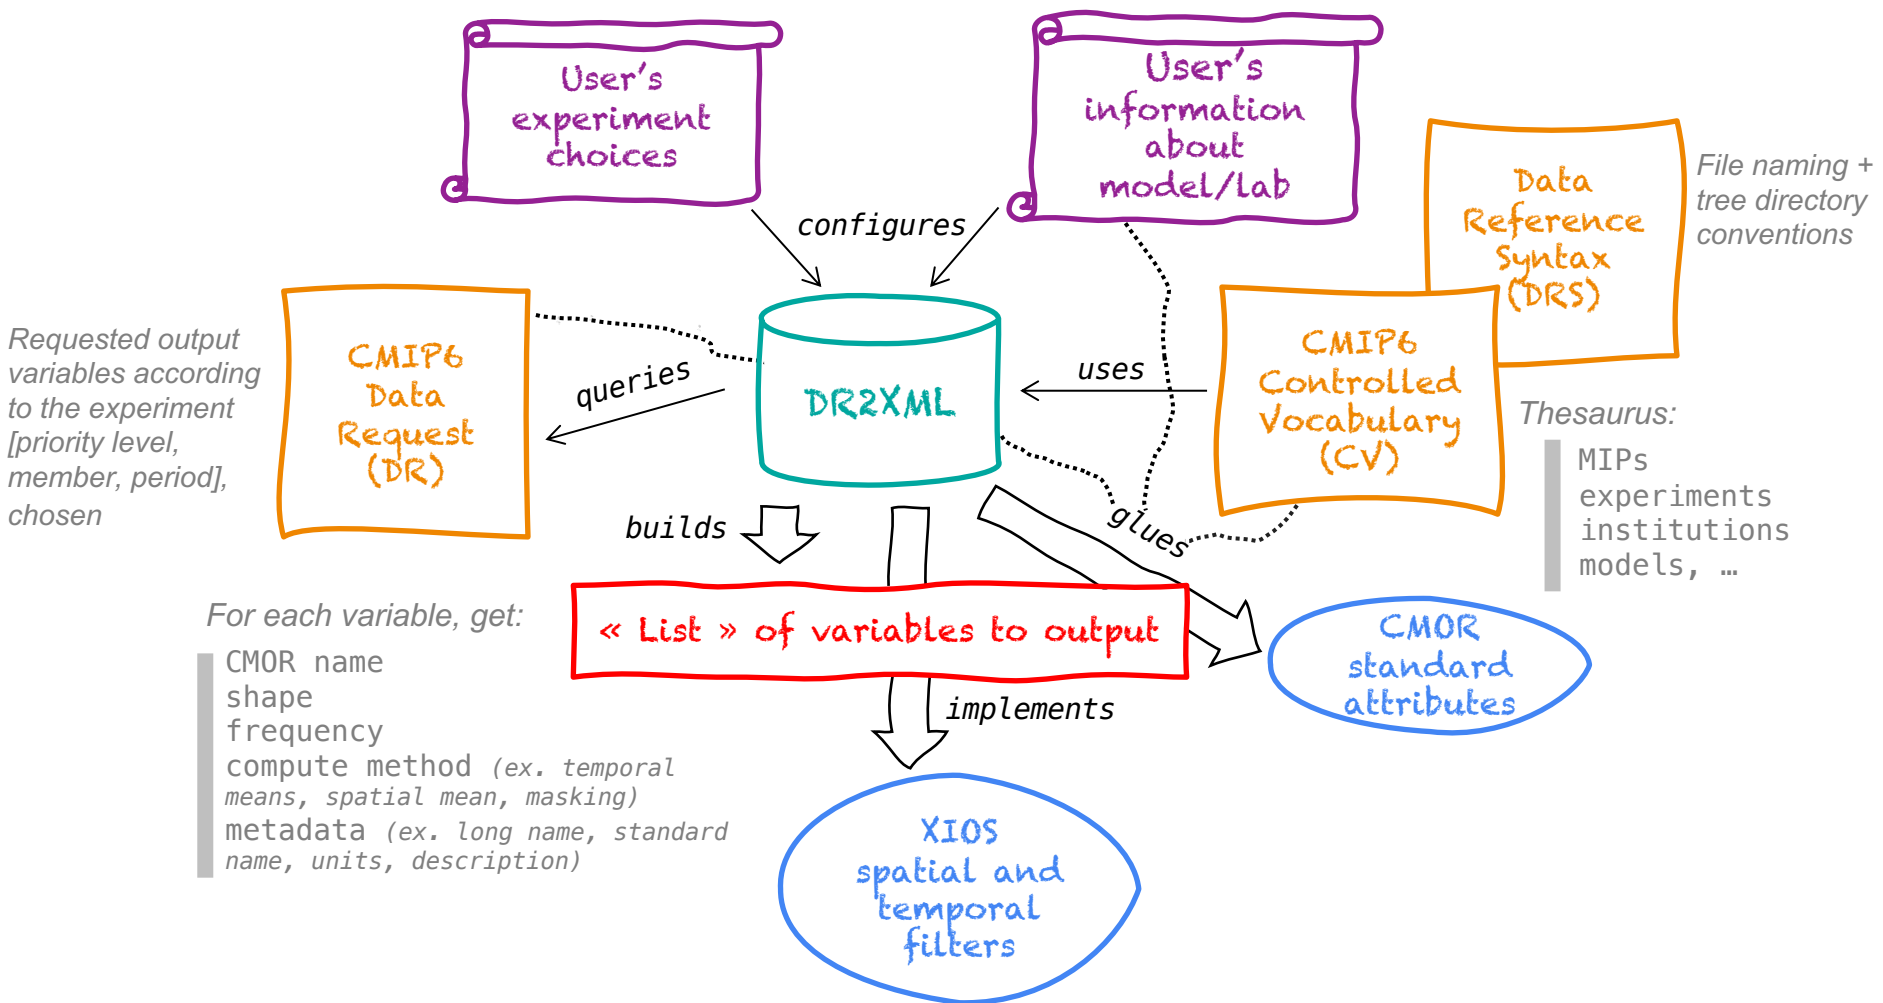 User's
experiment
choices
User's
information
about
model/lab
configures
Data
Reference
Syntax
(DRS)
File naming +
tree directory
conventions
Requested output
variables according
to the experiment
[priority level,
member, period],
chosen
CMIP6
Data
Request
(DR)
queries
DR2XML
uses
CMIP6
Controlled
Vocabulary
(CV)
Thesaurus:
MIPs
experiments
institutions
models, …
builds
glues
For each variable, get:
CMOR name
shape
frequency
compute method (ex. temporal
means, spatial mean, masking)
metadata (ex. long name, standard
name, units, description)
« List » of variables to output
implements
CMOR
standard
attributes
XIOS
spatial and
temporal
filters